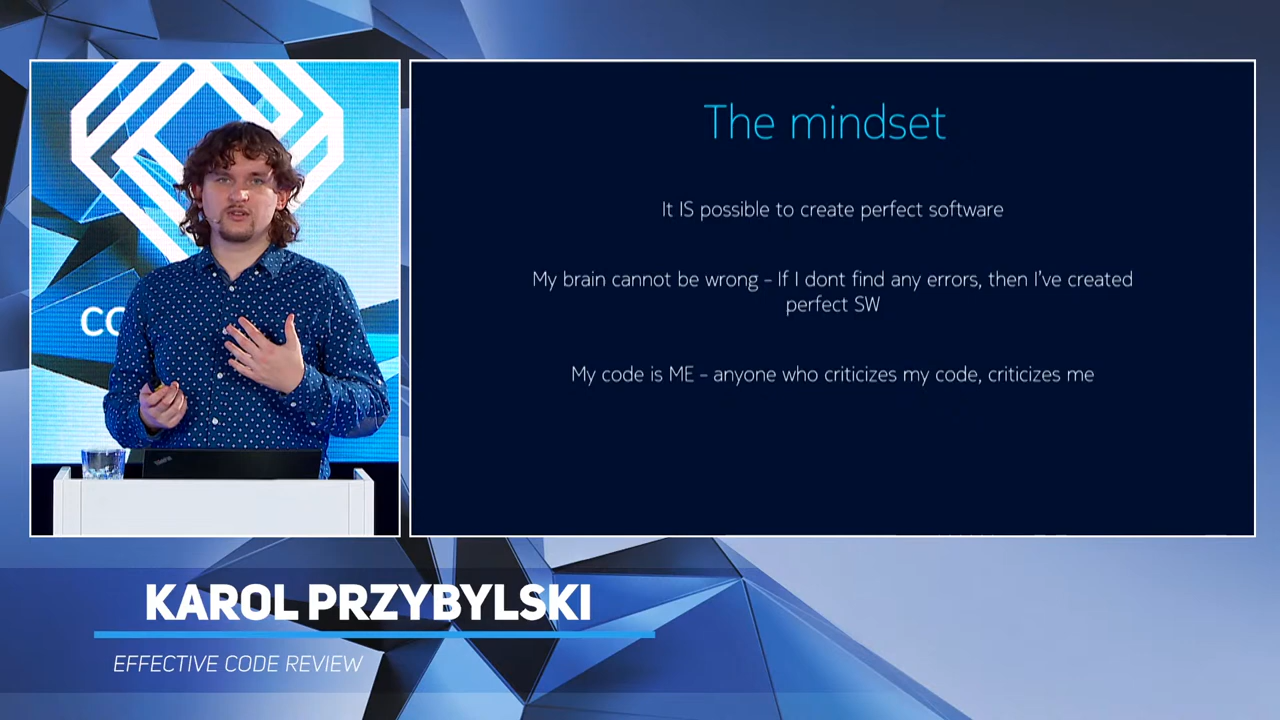 The mindset
It IS possible to create perfect software
My brain cannot be wrong – If I dont find any errors, then I've created
perfect SW
My code is ME – anyone who criticizes my code, criticizes me
CO
KAROL PRZYBYLSKI
EFFECTIVE CODE REVIEW